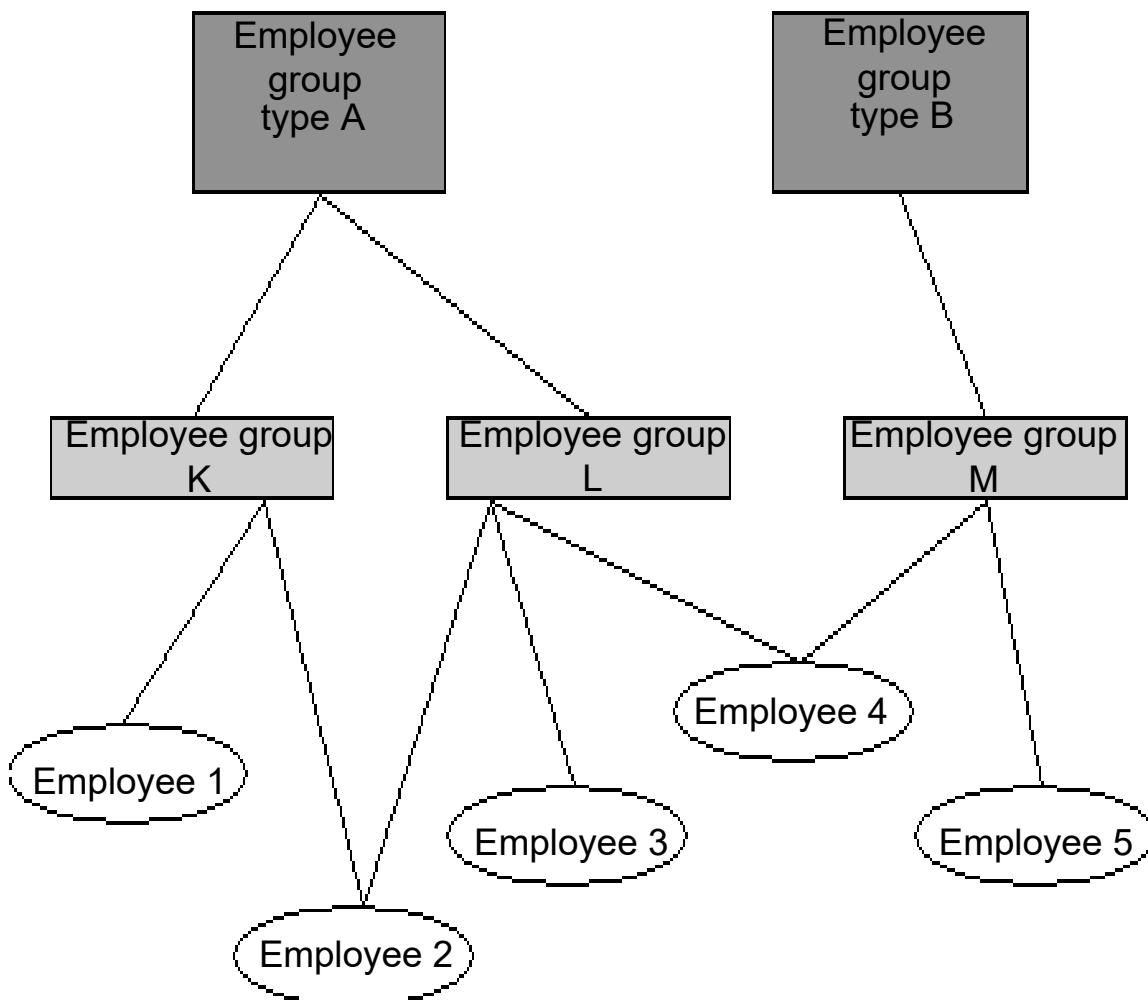 Employee
group
type A
Employee
group
type B
Employee group
K
Employee group
L
Employee group
M
Employee 4
Employee 1
Employee 3
Employee 5
Employee 2